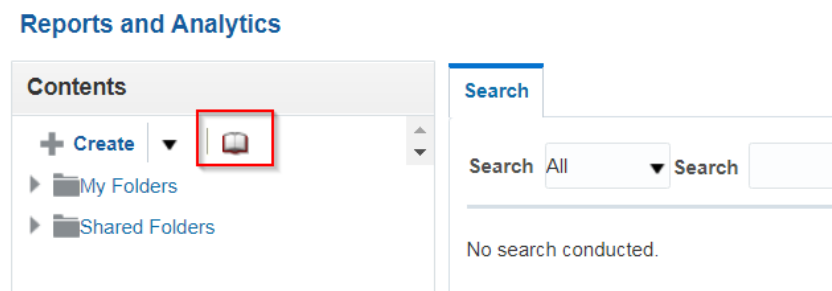 Reports and Analytics
Contents
Create
My Folders
Shared Folders
Search
Search All Search
No search conducted.